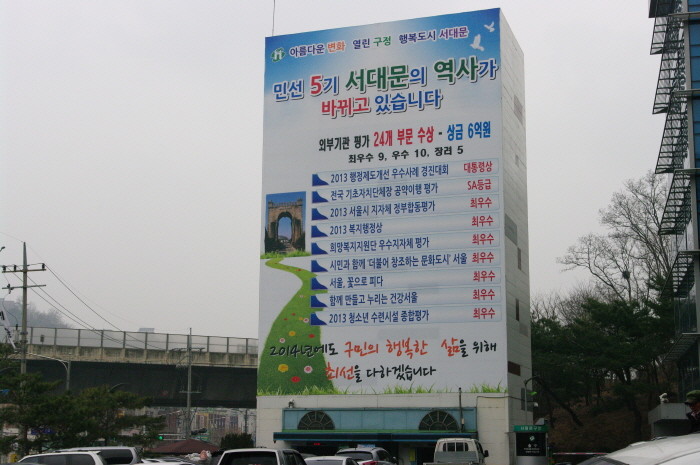 아름다운 변화 열린 구정 행복도시 서대문
민선 5기 서대문의 역사가
바뀌고 있습니다
외부기관 평가 24개 부문 수상 - 상금 6억원
최우수 9, 우수 10, 장려 5
2013 행정제도개선 우수사례 경진대회 대통령상
전국 기초자치단체장 공약이행 평가 SA등급
2013 서울시 지자체 정부합동평가 최우수
2013 복지행정상 최우수
희망복지지원단 우수지자체 평가 최우수
시민과 함께 '더불어 창조하는 문화도시' 서울 최우수
서울, 꽃으로 피다 최우수
함께 만들고 누리는 건강서울 최우수
2013 청소년 수련시설 종합평가 최우수
2014년에도 구민의 행복한 삶을 위해
최선을 다하겠습니다